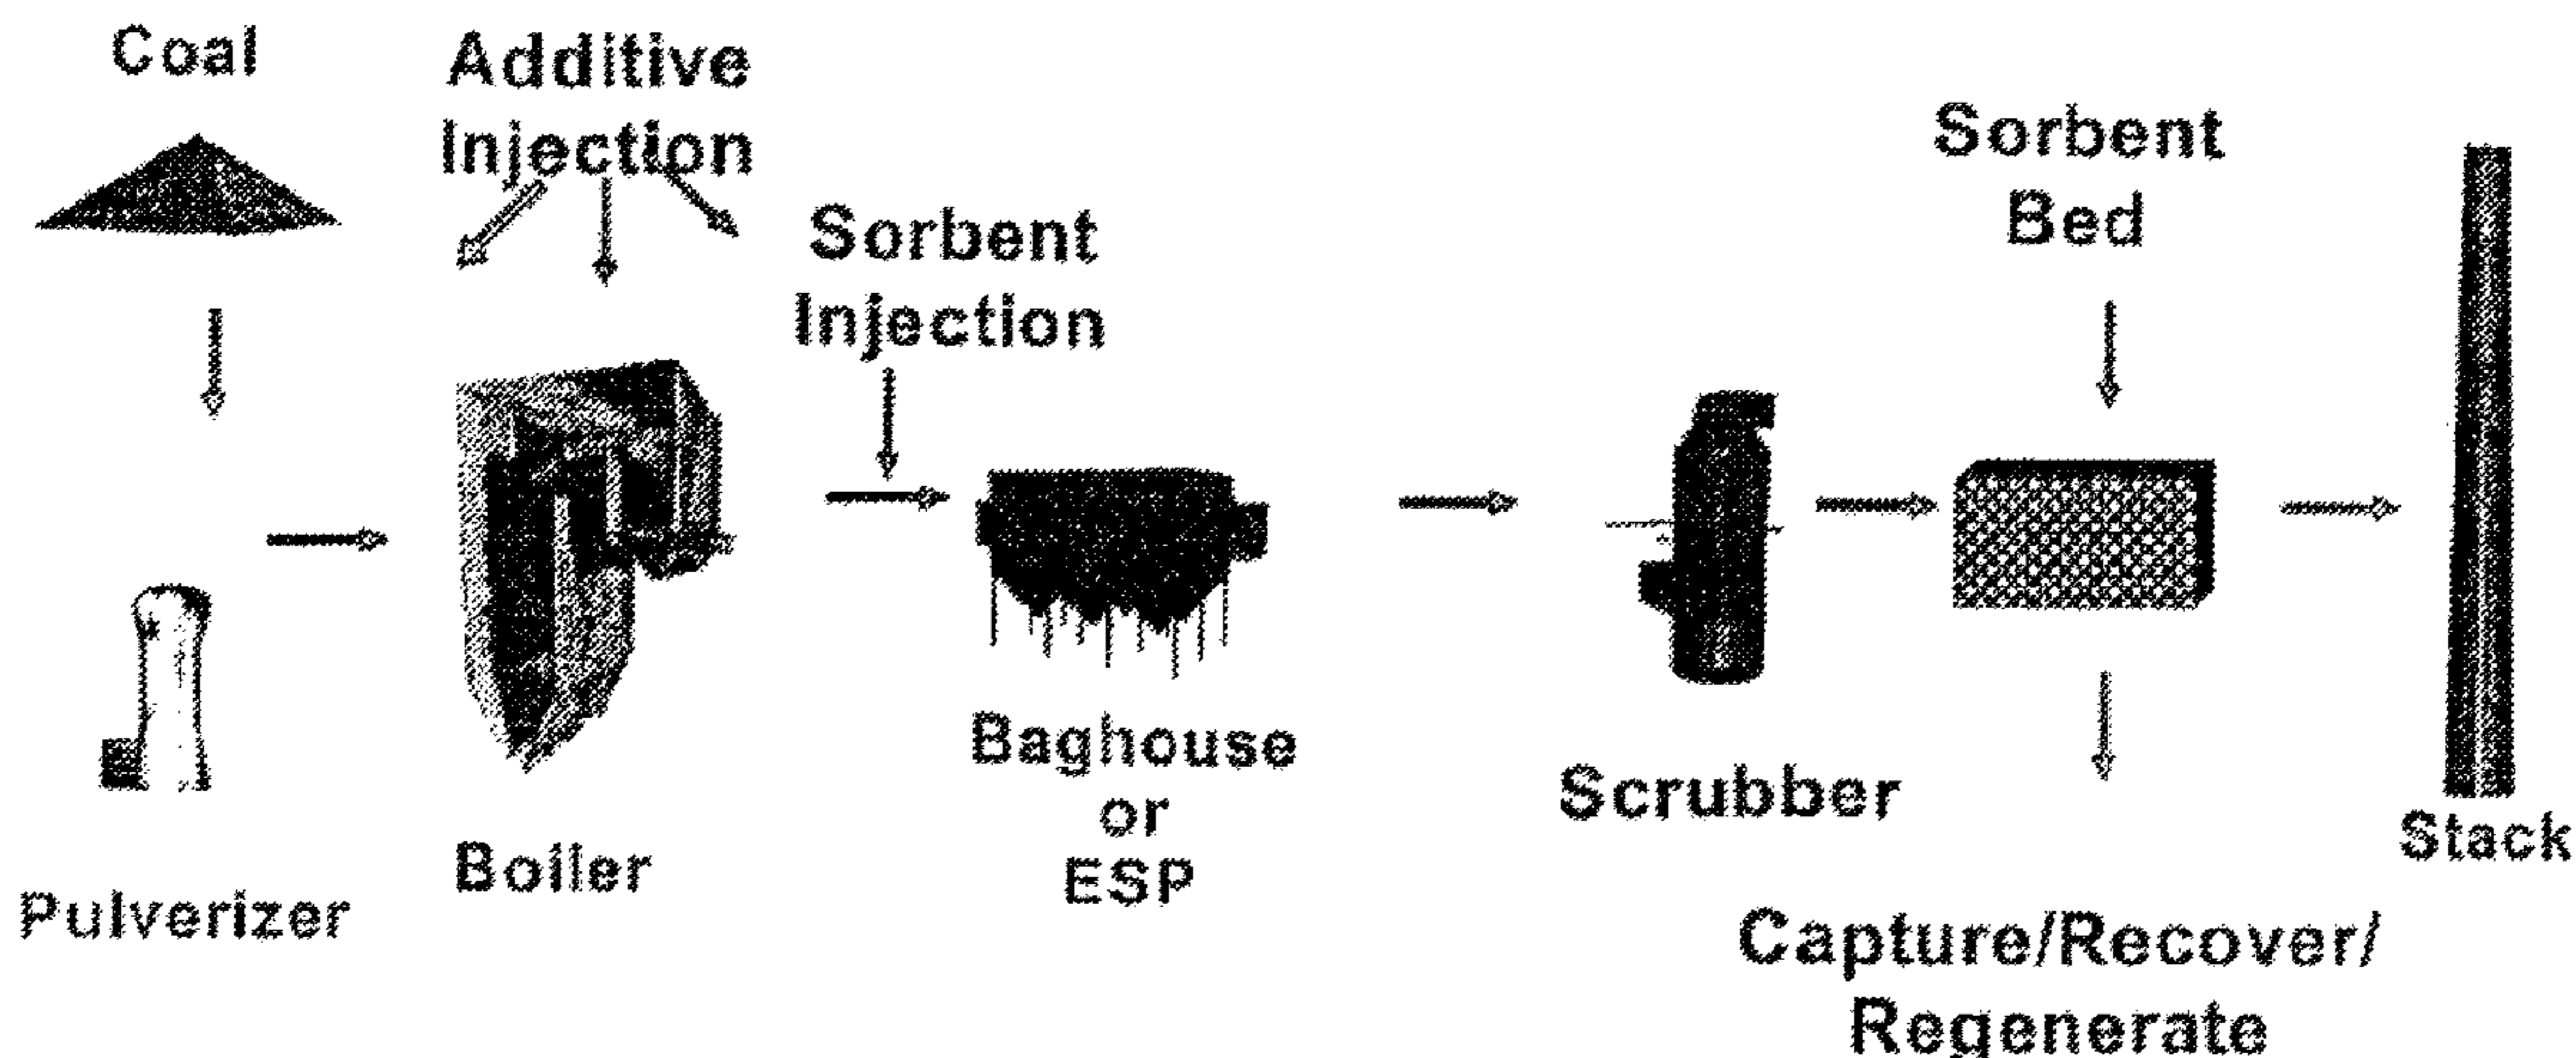 Coal
Additive
Injection
Sorbent
Injection
Sorbent
Bed
Pulverizer
Boiler
Baghouse
or
ESP
Scrubber
Stack
Capture/Recover/
Regenerate